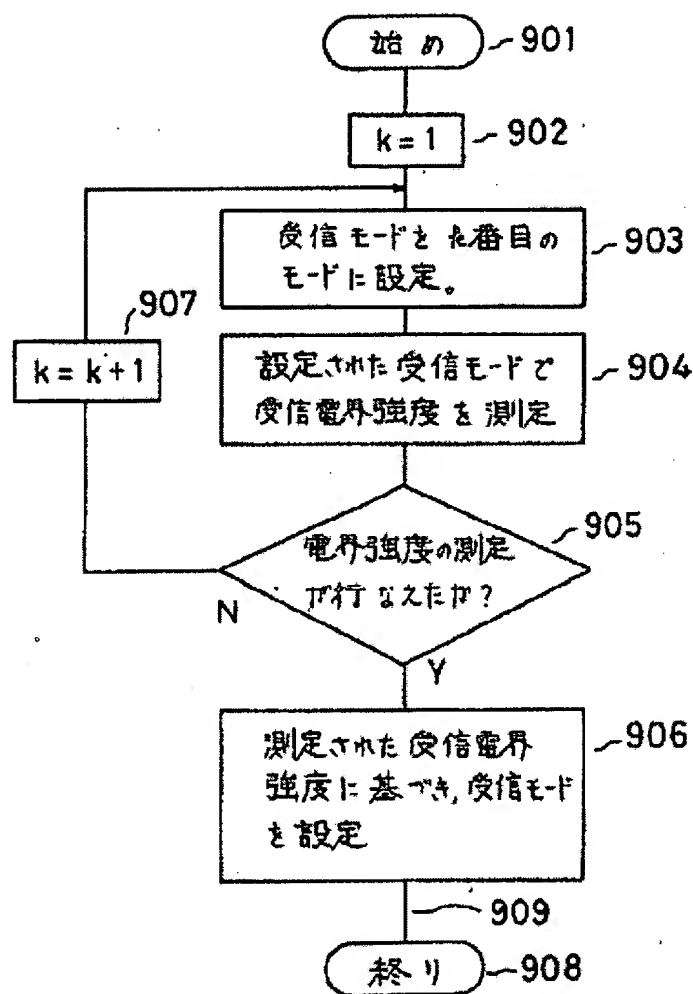 始め 901
k = 1 902
受信モードをk番目の
モードに設定。 903
907
k = k + 1
設定された受信モードで
受信電界強度を測定 904
電界強度の測定
が行なえたか? 905
N
Y
測定された受信電界
強度に基づき,受信モード
を設定 906
909
終り 908